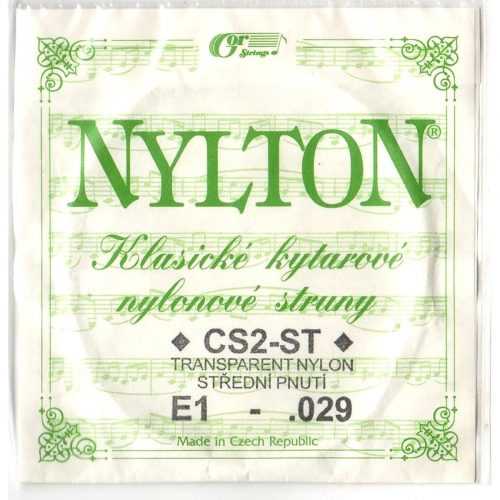 Gor
Strings
NYLTON®
Klasické kytarové
nylonové struny
CS2-ST
TRANSPARENT NYLON
STŘEDNÍ PNUTÍ
E1 - .029
Made in Czech Republic